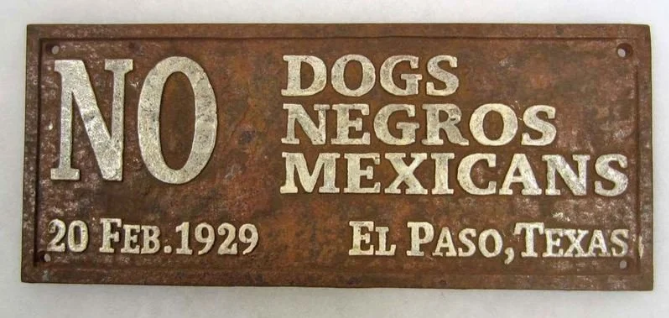 NO
DOGS
NEGROS
MEXICANS
20 FEB. 1929
EL PASO, TEXAS